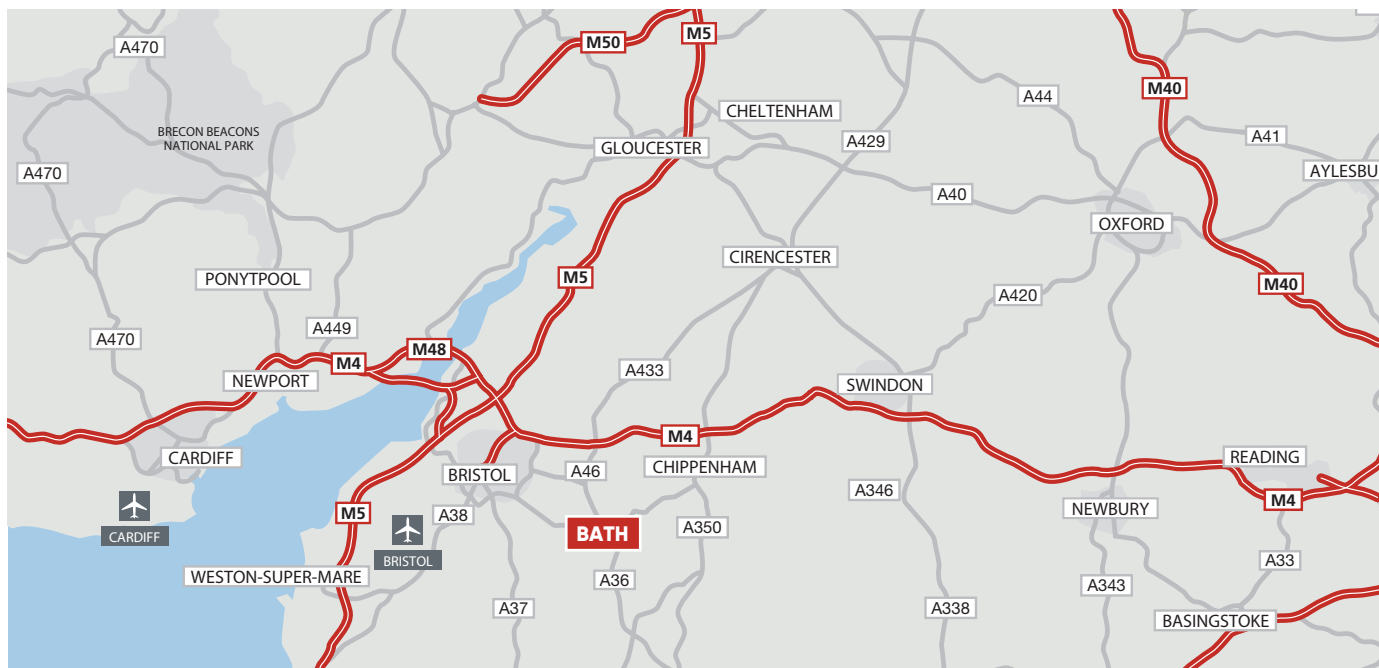 M5
A470
M50
M40
A44
CHELTENHAM
BRECON BEACONS
NATIONAL PARK
A41
GLOUCESTER
A429
A470
AYLESBU
A40
OXFORD
CIRENCESTER
PONYTPOOL
M5
M40
A420
A449
A470
M48
M4
A433
NEWPORT
SWINDON
M4
CARDIFF
BRISTOL
A46
CHIPPENHAM
READING
A346
M4
M5
A38
NEWBURY
A350
BATH
CARDIFF
BRISTOL
A33
WESTON-SUPER-MARE
A36
A343
A37
A338
BASINGSTOKE